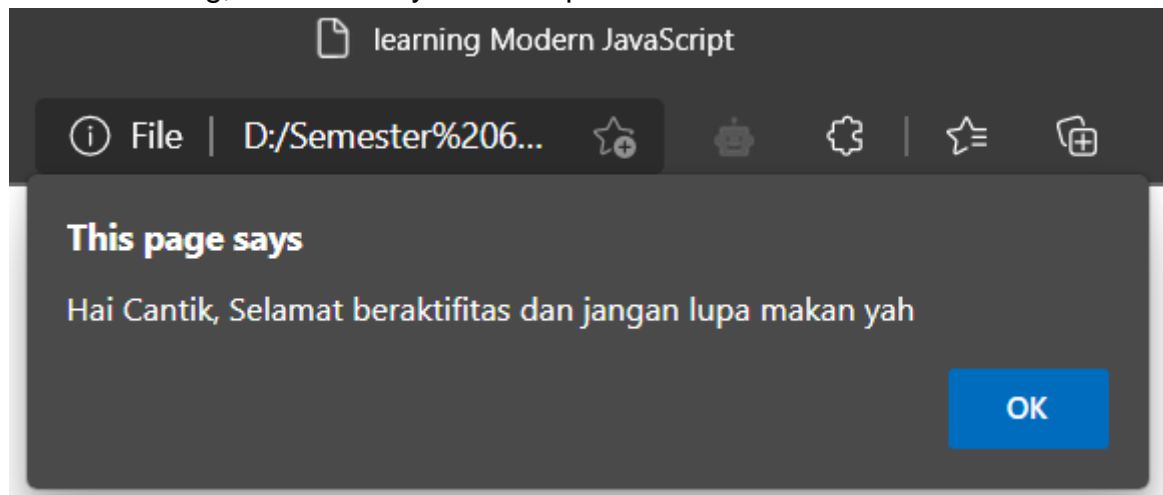 learning Modern JavaScript
File | D:/Semester%206...
This page says
Hai Cantik, Selamat beraktifitas dan jangan lupa makan yah
OK